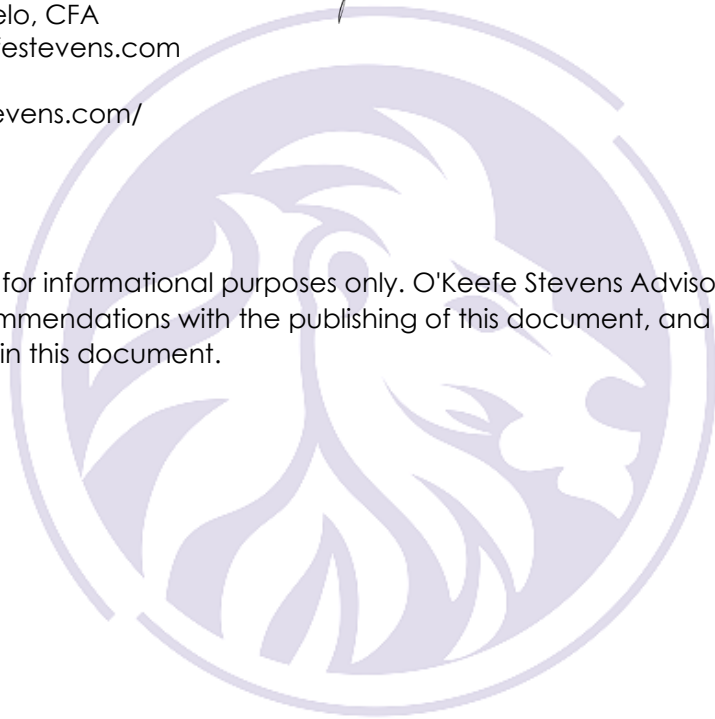 elo, CFA
festevens.com
evens.com/
for informational purposes only. O'Keefe Stevens Adviso
mmendations with the publishing of this document, and
in this document.